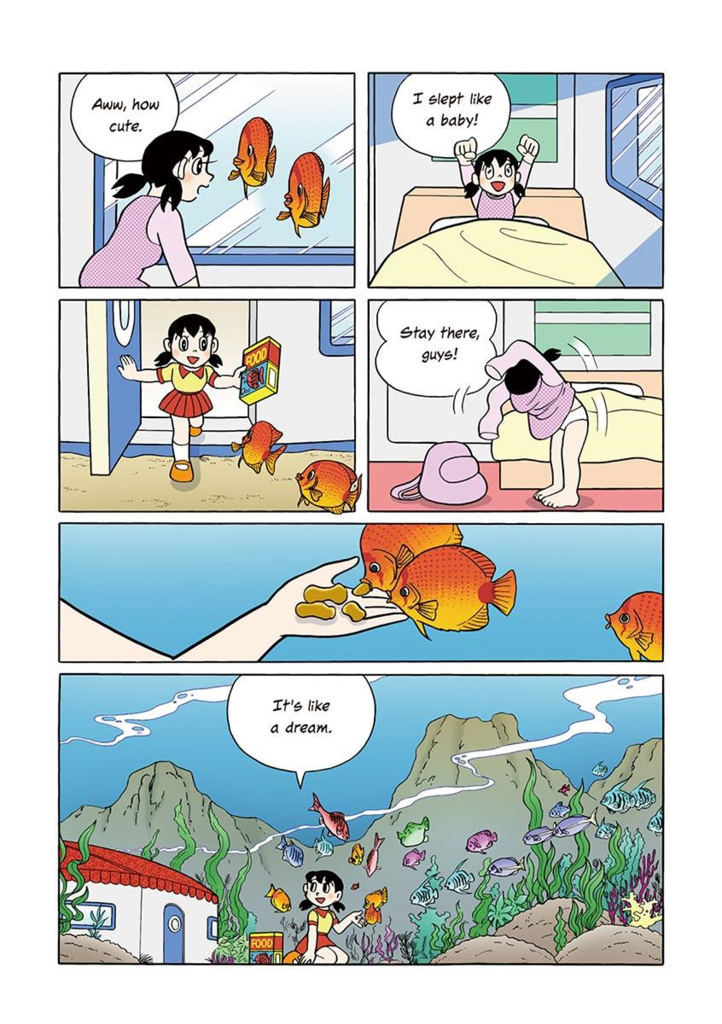 I slept like
a baby!
Aww, how
cute.
Stay there,
guys!
FOOD
It's like
a dream.
FOOD